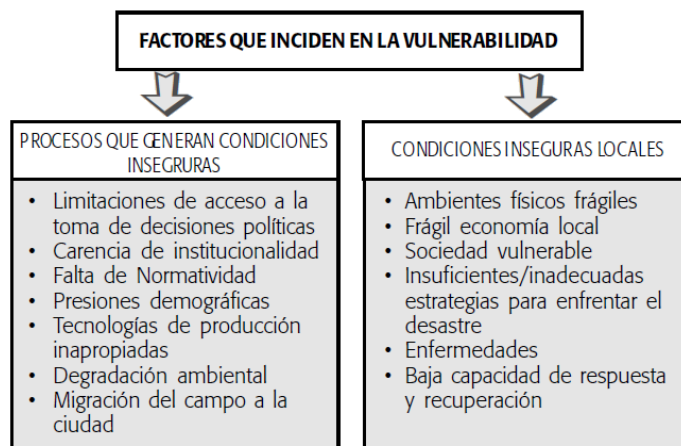 FACTORES QUE INCIDEN EN LA VULNERABILIDAD
PROCESOS QUE GENERAN CONDICIONES
INSEGRURAS
• Limitaciones de acceso a la
toma de decisiones políticas
• Carencia de institucionalidad
• Falta de Normatividad
• Presiones demográficas
• Tecnologías de producción
inapropiadas
• Degradación ambiental
• Migración del campo a la
ciudad
CONDICIONES INSEGURAS LOCALES
• Ambientes físicos frágiles
• Frágil economía local
• Sociedad vulnerable
• Insuficientes/inadecuadas
estrategias para enfrentar el
desastre
• Enfermedades
• Baja capacidad de respuesta
y recuperación